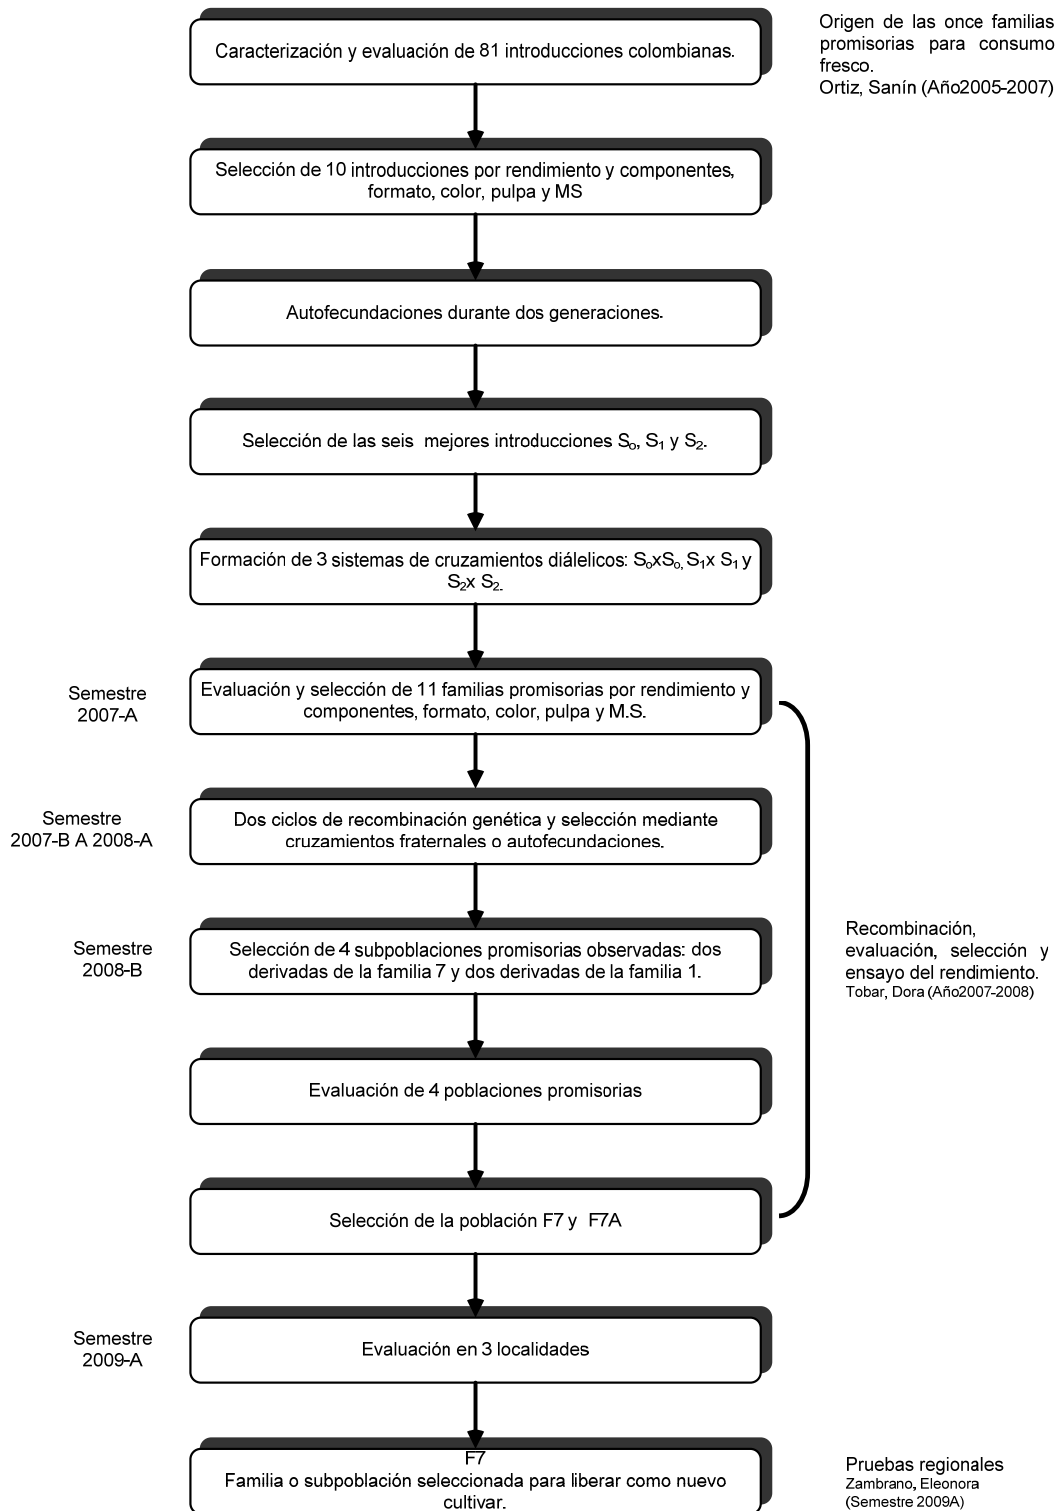 Origen de las once familias
promisorias para consumo
fresco.
Ortiz, Sanín (Año2005-2007)
Caracterización y evaluación de 81 introducciones colombianas.
Selección de 10 introducciones por rendimiento y componentes,
formato, color, pulpa y MS
Autofecundaciones durante dos generaciones.
Selección de las seis mejores introducciones S₀, S₁ y S₂.
Formación de 3 sistemas de cruzamientos diálelicos: S₀xS₀, S₁x S₁ y
S₂x S₂.
Semestre
2007-A
Evaluación y selección de 11 familias promisorias por rendimiento y
componentes, formato, color, pulpa y M.S.
Semestre
2007-B A 2008-A
Dos ciclos de recombinación genética y selección mediante
cruzamientos fraternales o autofecundaciones.
Semestre
2008-B
Selección de 4 subpoblaciones promisorias observadas: dos
derivadas de la familia 7 y dos derivadas de la familia 1.
Recombinación,
evaluación, selección y
ensayo del rendimiento.
Tobar, Dora (Año2007-2008)
Evaluación de 4 poblaciones promisorias
Selección de la población F7 y F7A
Semestre
2009-A
Evaluación en 3 localidades
F7
Familia o subpoblación seleccionada para liberar como nuevo
cultivar.
Pruebas regionales
Zambrano, Eleonora
(Semestre 2009A)